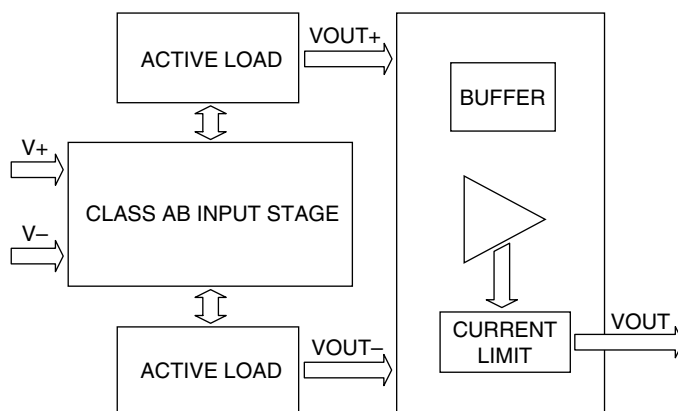 ACTIVE LOAD
VOUT+
BUFFER
V+
CLASS AB INPUT STAGE
V−
CURRENT
LIMIT
VOUT
ACTIVE LOAD
VOUT−